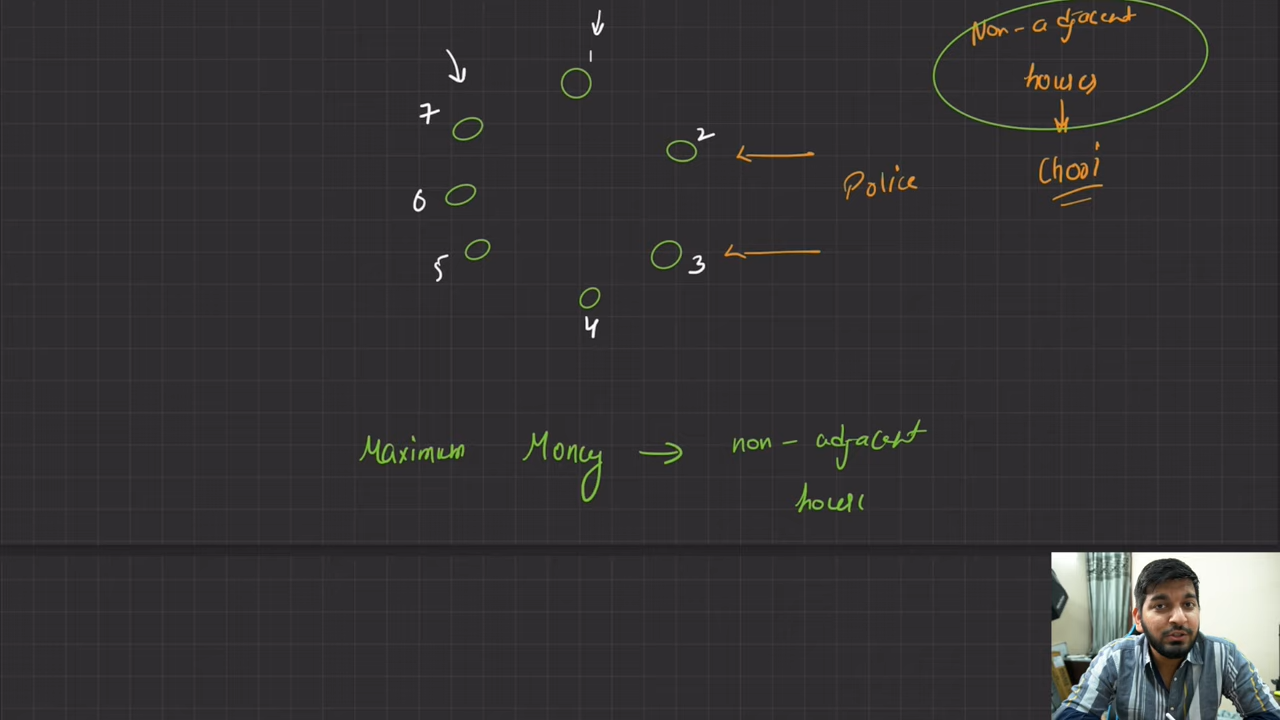 Non-adjacent
houses
Chori
1
7
2
Police
6
5
3
4
Maximum Money → non-adjacent
house